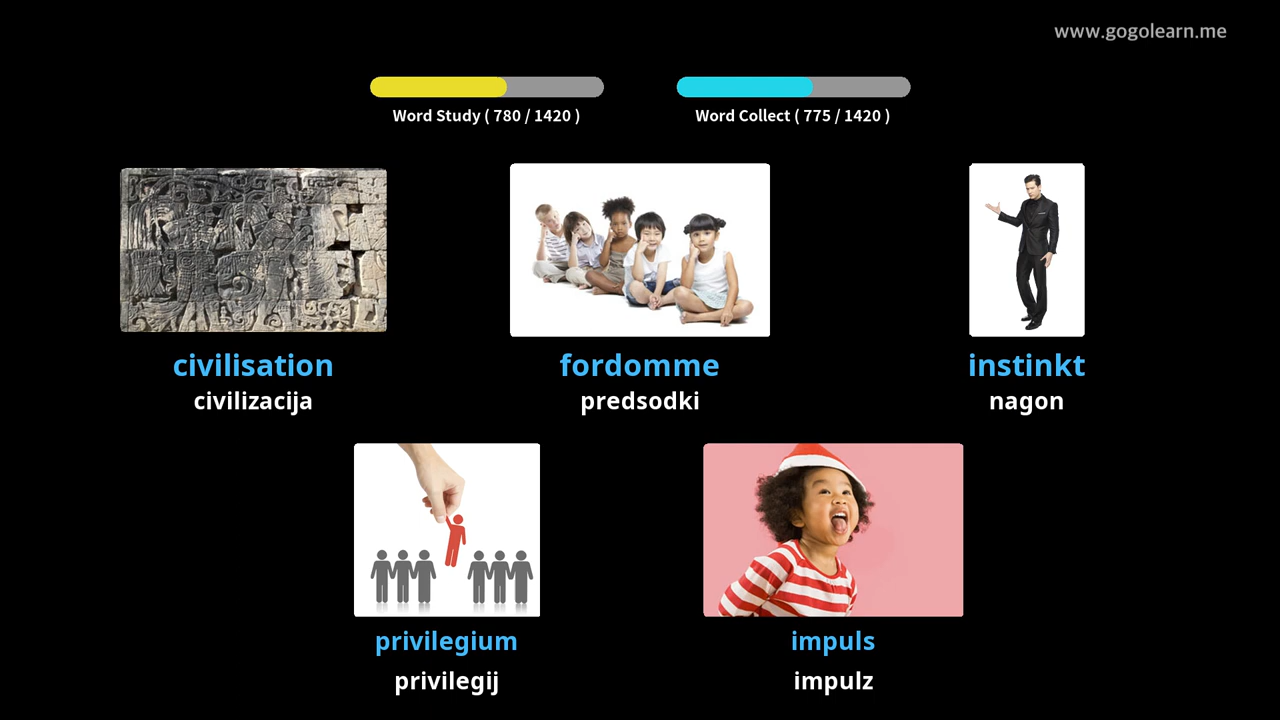 www.gogolearn.me
Word Study ( 780 / 1420 )
Word Collect ( 775 / 1420 )
civilisation
civilizacija
fordomme
predsodki
instinkt
nagon
privilegium
privilegij
impuls
impulz